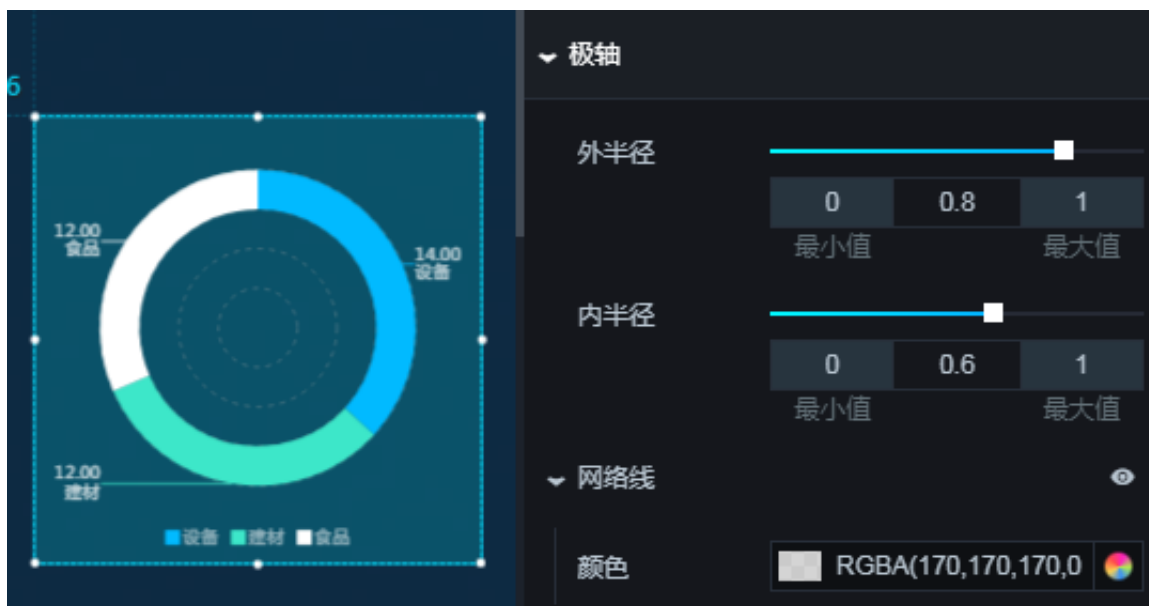 6
12.00
食品
14.00
设备
12.00
建材
设备 建材 食品
极轴
外半径
0 0.8 1
最小值 最大值
内半径
0 0.6 1
最小值 最大值
网络线
颜色 RGBA(170,170,170,0